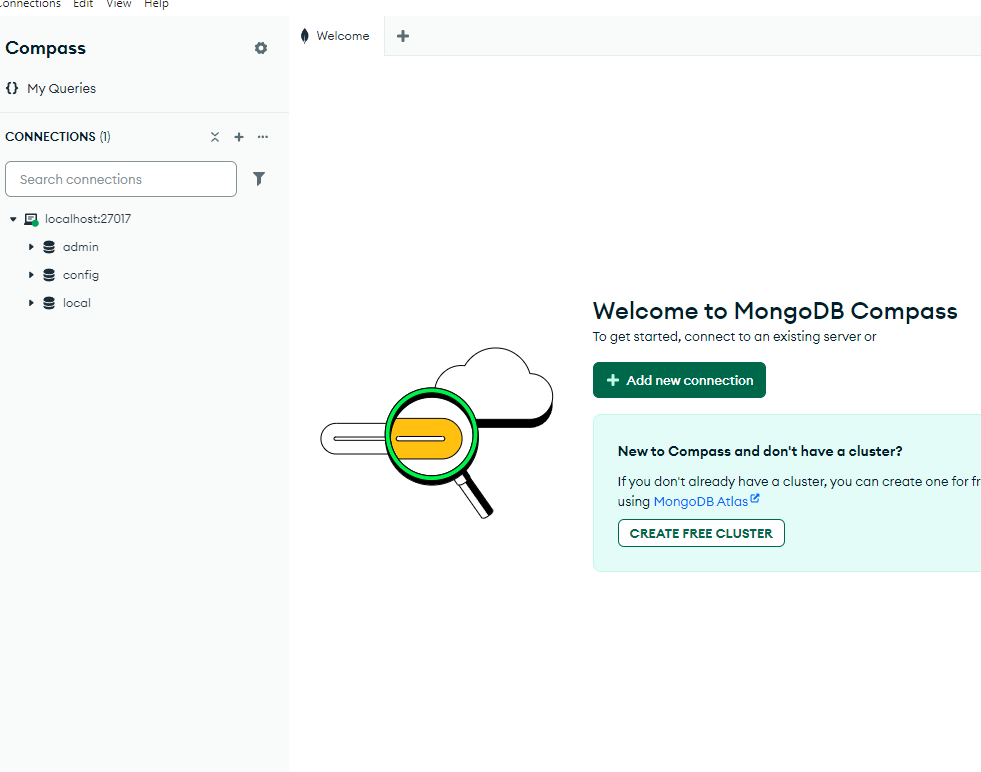 Connections Edit View Help
Compass
Welcome
My Queries
CONNECTIONS (1)
Search connections
localhost:27017
admin
config
local
Welcome to MongoDB Compass
To get started, connect to an existing server or
Add new connection
New to Compass and don't have a cluster?
If you don't already have a cluster, you can create one for
using MongoDB Atlas
CREATE FREE CLUSTER